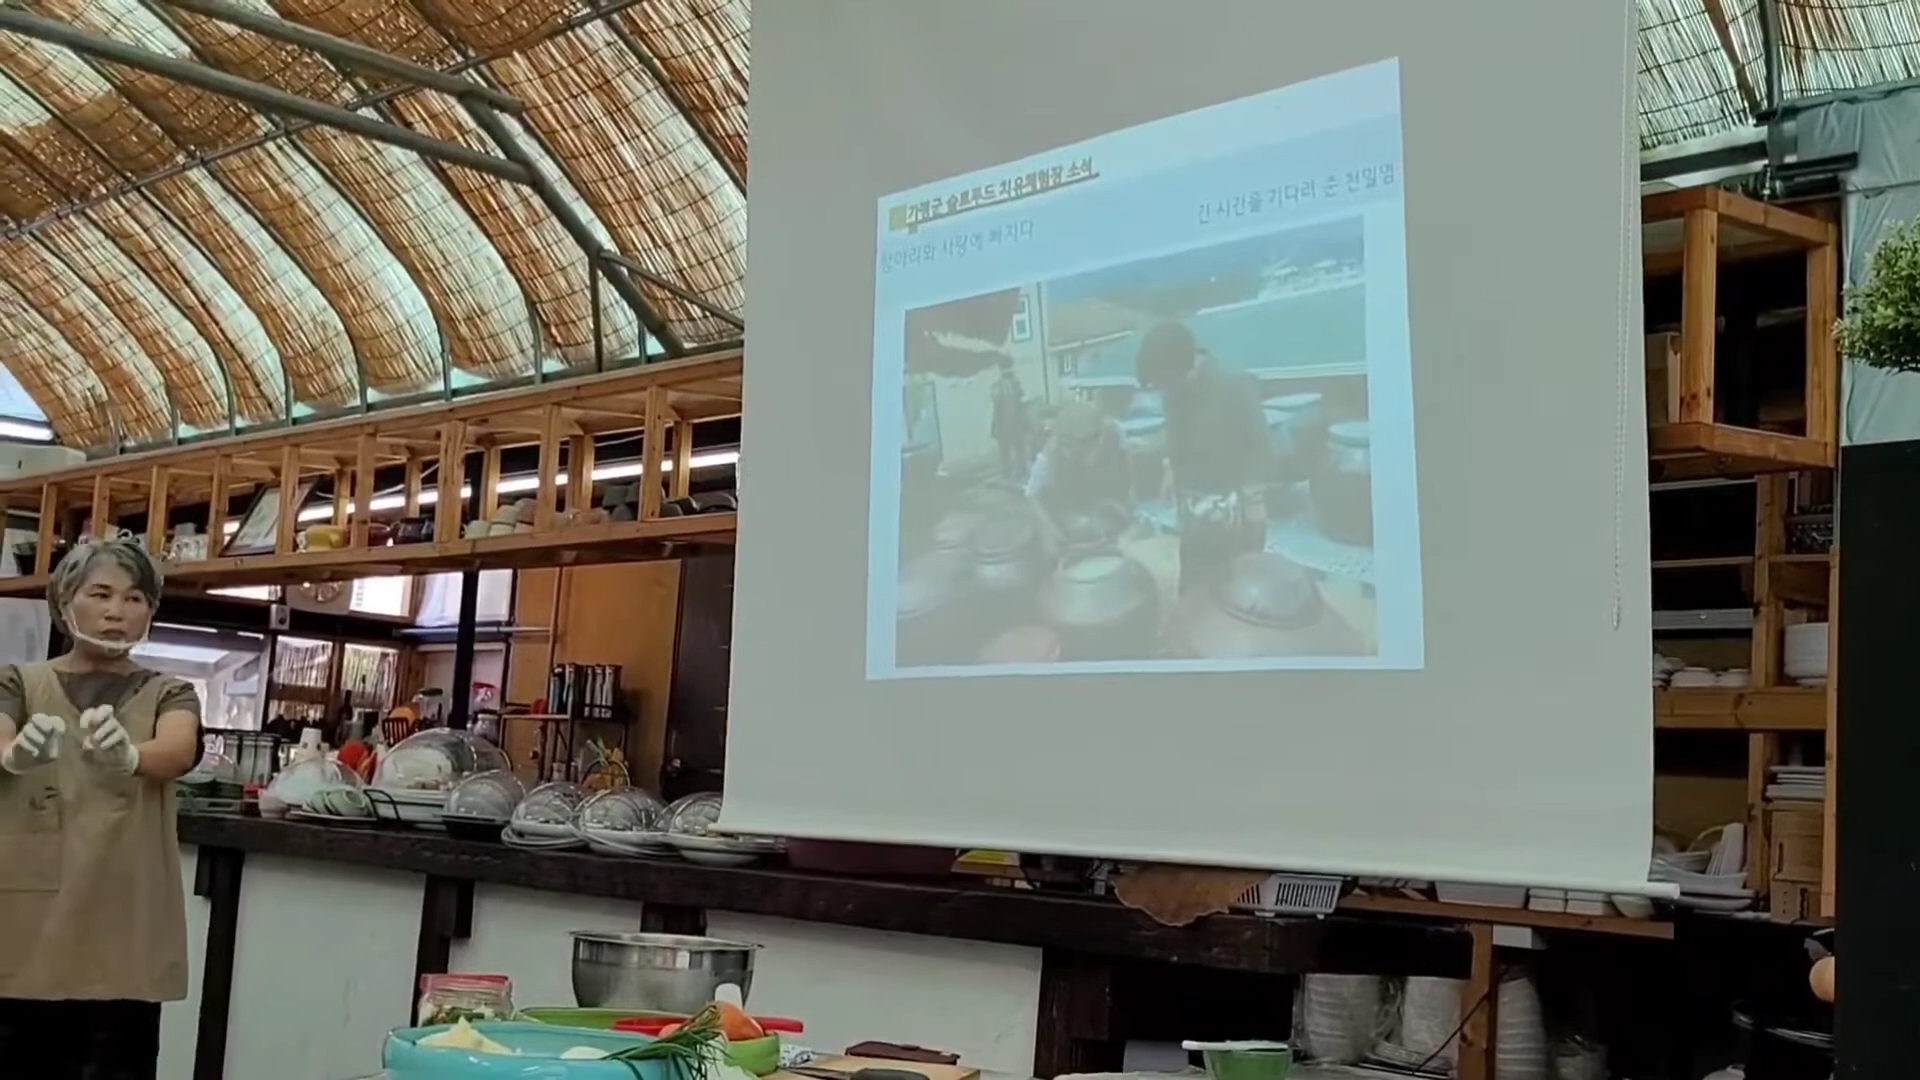 가평군 슬로푸드 치유체험장 소식
항아리와 사랑에 빠지다
긴 시간을 기다려 준 천일염